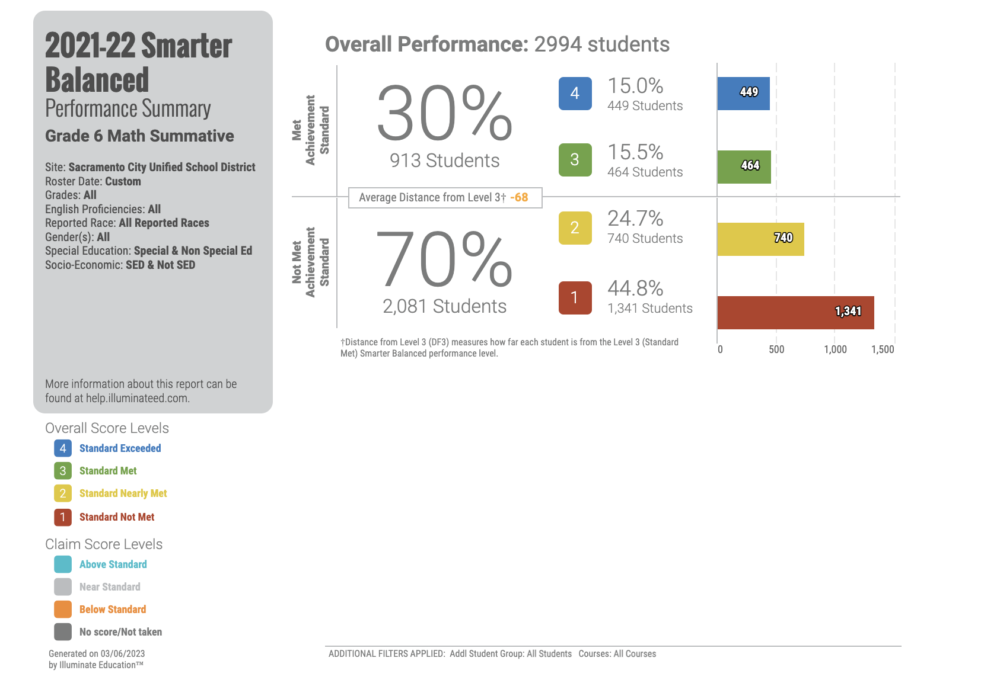 2021-22 Smarter
Balanced
Performance Summary
Grade 6 Math Summative
Site: Sacramento City Unified School District
Roster Date: Custom
Grades: All
English Proficiencies: All
Reported Race: All Reported Races
Gender(s): All
Special Education: Special & Non Special Ed
Socio-Economic: SED & Not SED
More information about this report can be
found at help.illuminateed.com.
Overall Score Levels
4 Standard Exceeded
3 Standard Met
2 Standard Nearly Met
1 Standard Not Met
Claim Score Levels
Above Standard
Near Standard
Below Standard
No score/Not taken
Generated on 03/06/2023
by Illuminate Education™
Overall Performance: 2994 students
Met
Achievement
Standard
30%
913 Students
4
15.0%
449 Students
449
3
15.5%
464 Students
464
Average Distance from Level 3† -68
Not Met
Achievement
Standard
70%
2,081 Students
2
24.7%
740 Students
740
1
44.8%
1,341 Students
1,341
0 500 1,000 1,500
†Distance from Level 3 (DF3) measures how far each student is from the Level 3 (Standard
Met) Smarter Balanced performance level.
ADDITIONAL FILTERS APPLIED: Addl Student Group: All Students Courses: All Courses